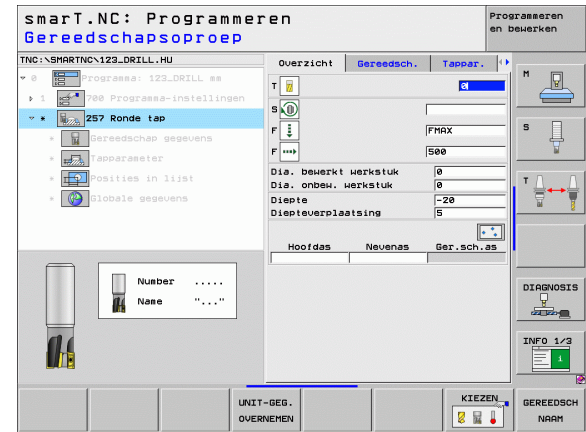 smarT.NC: Programmeren
Gereedschapsoproep
Programmeren
en bewerken
TNC:\SMARTNC\123_DRILL.HU
0 Programma: 123_DRILL mm
1 700 Programma-instellingen
* 257 Ronde tap
* Gereedschap gegevens
* Tapparameter
* Posities in lijst
* Globale gegevens
Number .....
Name "..."
Overzicht Gereedsch. Tappar.
T 0
S
F FMAX
F 500
Dia. bewerkt werkstuk 0
Dia. onbew. werkstuk 0
Diepte -20
Diepteverplaatsing 5
Hoofdas Nevenas Ger.sch.as
M
S
T
DIAGNOSIS
INFO 1/3
1
UNIT-GEG.
OVERNEMEN
KIEZEN
GEREEDSCH
NAAM